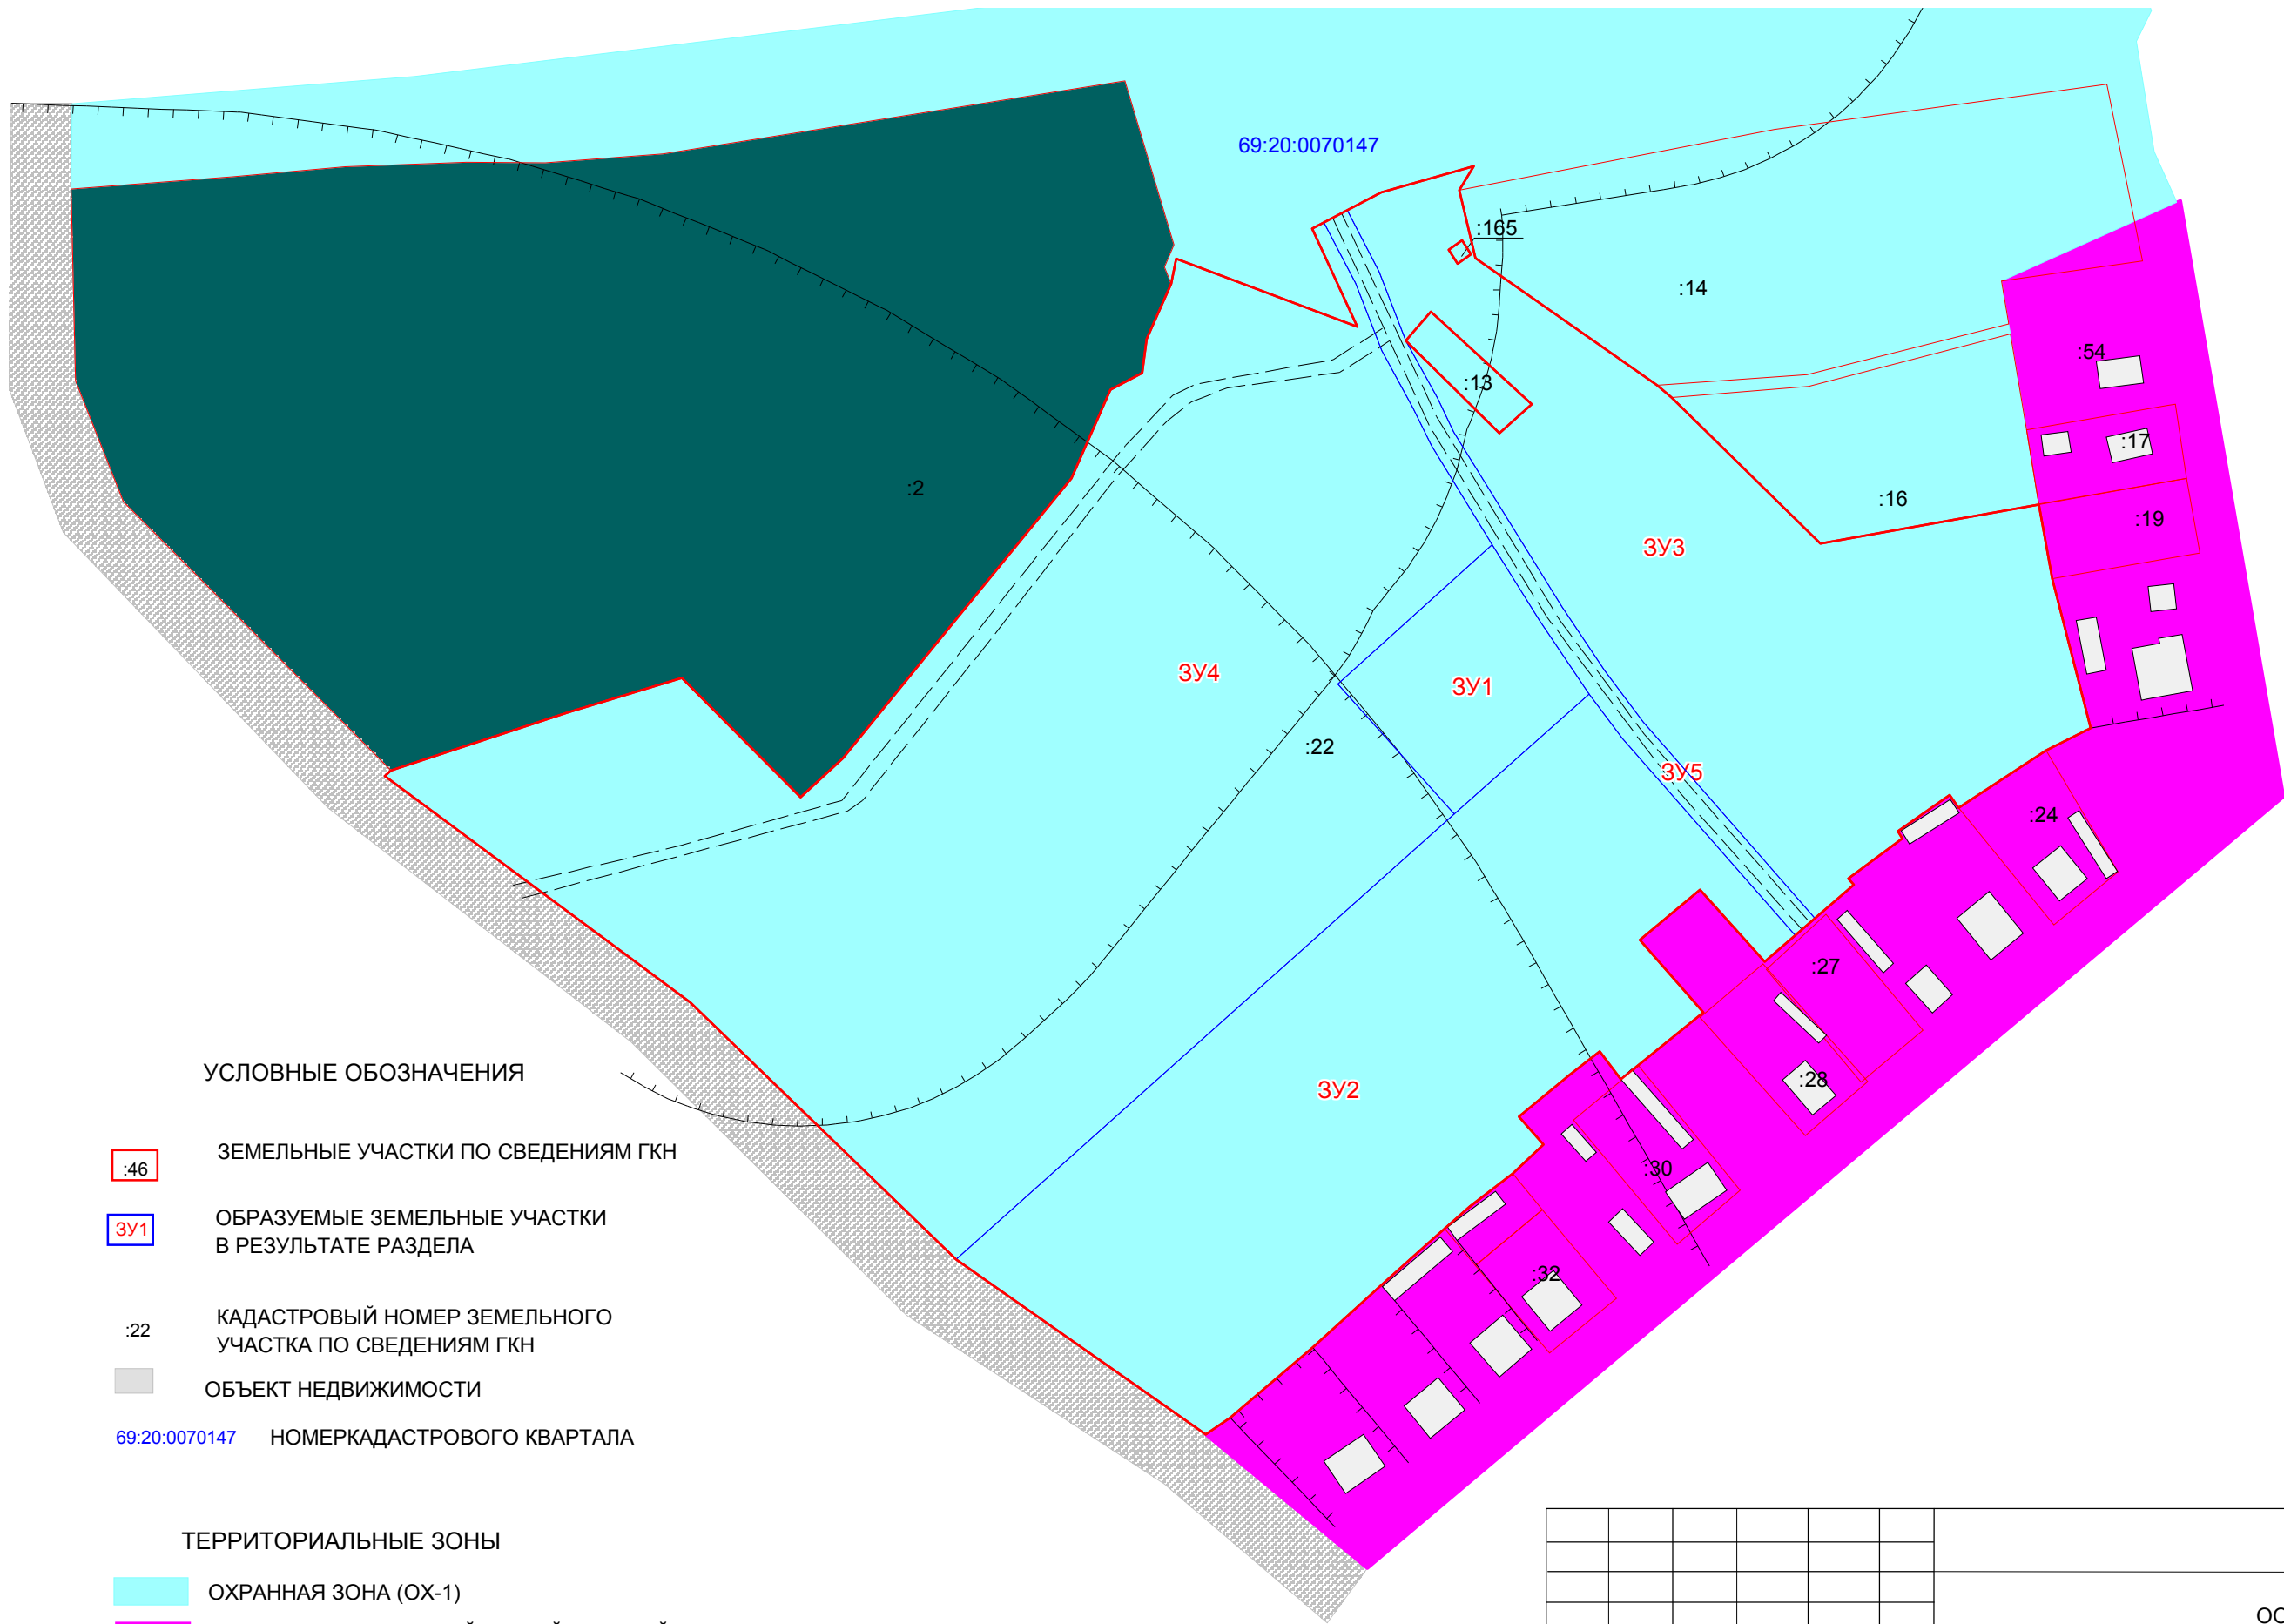 69:20:0070147
:165
:14
:54
:13
:17
:2
:16
:19
ЗУ3
ЗУ4
ЗУ1
:22
ЗУ5
:24
:27
УСЛОВНЫЕ ОБОЗНАЧЕНИЯ
ЗУ2
:28
:46
ЗЕМЕЛЬНЫЕ УЧАСТКИ ПО СВЕДЕНИЯМ ГКН
:30
ЗУ1
ОБРАЗУЕМЫЕ ЗЕМЕЛЬНЫЕ УЧАСТКИ
В РЕЗУЛЬТАТЕ РАЗДЕЛА
:32
:22
КАДАСТРОВЫЙ НОМЕР ЗЕМЕЛЬНОГО
УЧАСТКА ПО СВЕДЕНИЯМ ГКН
ОБЪЕКТ НЕДВИЖИМОСТИ
69:20:0070147 НОМЕРКАДАСТРОВОГО КВАРТАЛА
ТЕРРИТОРИАЛЬНЫЕ ЗОНЫ
ОХРАННАЯ ЗОНА (ОХ-1)